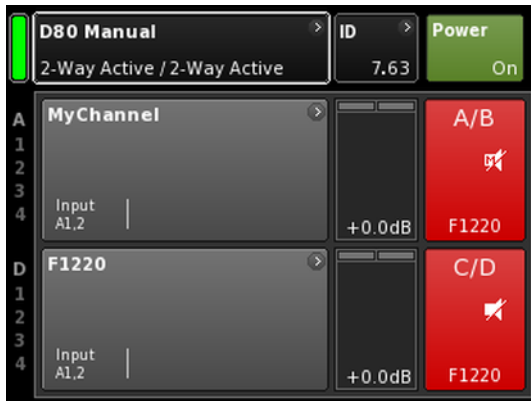 D80 Manual
2-Way Active / 2-Way Active
ID
7.63
Power
On
A
1
2
3
4
MyChannel
Input
A1,2
+0.0dB
A/B
M
F1220
D
1
2
3
4
F1220
Input
A1,2
+0.0dB
C/D
F1220